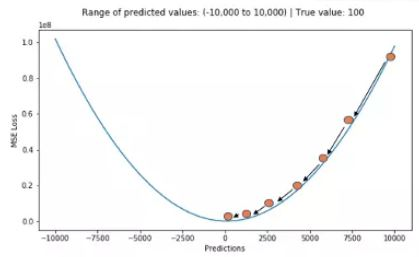 Range of predicted values: (-10,000 to 10,000) | True value: 100
1e8
1.0
0.8
0.6
0.4
0.2
0.0
MSE Loss
−10000 −7500 −5000 −2500 0 2500 5000 7500 10000
Predictions